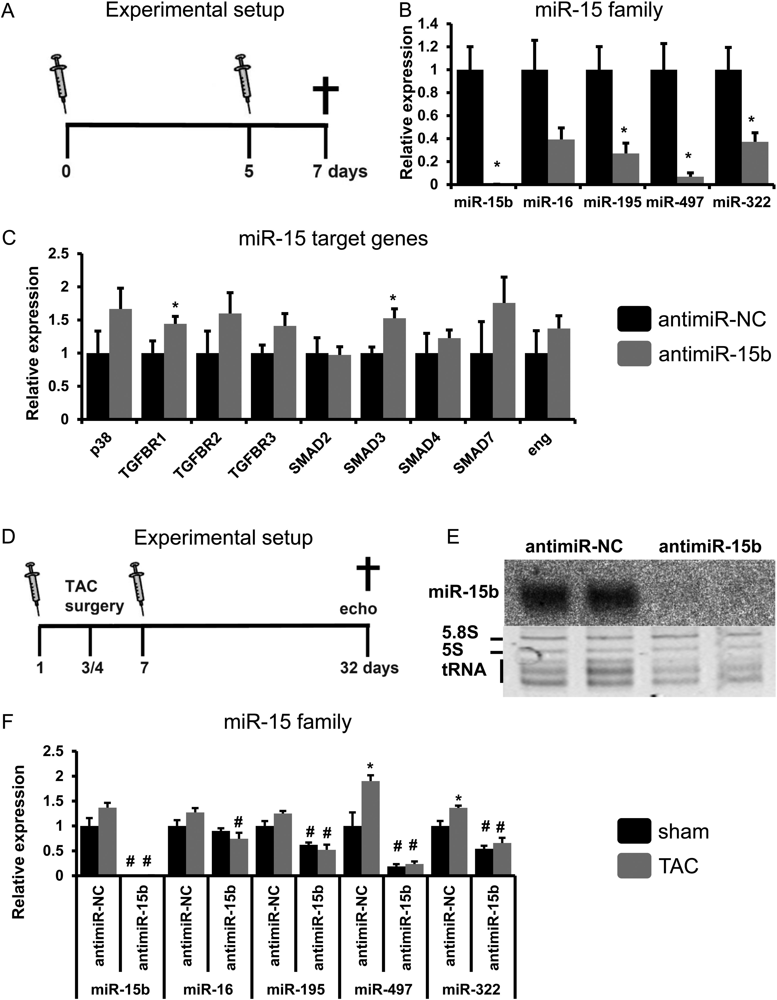 A
Experimental setup
0
5
7 days
B
miR-15 family
Relative expression
1.4
1.2
1
0.8
0.6
0.4
0.2
0
*
*
*
*
miR-15b
miR-16
miR-195
miR-497
miR-322
C
miR-15 target genes
Relative expression
2.5
2
1.5
1
0.5
0
*
*
p38
TGFBR1
TGFBR2
TGFBR3
SMAD2
SMAD3
SMAD4
SMAD7
eng
antimiR-NC
antimiR-15b
D
Experimental setup
TAC
surgery
echo
1
3/4
7
32 days
E
antimiR-NC
antimiR-15b
miR-15b
5.8S
5S
tRNA
F
miR-15 family
Relative expression
2.5
2
1.5
1
0.5
0
# #
#
# #
*
# #
*
# #
antimiR-NC
antimiR-15b
antimiR-NC
antimiR-15b
antimiR-NC
antimiR-15b
antimiR-NC
antimiR-15b
antimiR-NC
antimiR-15b
miR-15b
miR-16
miR-195
miR-497
miR-322
sham
TAC